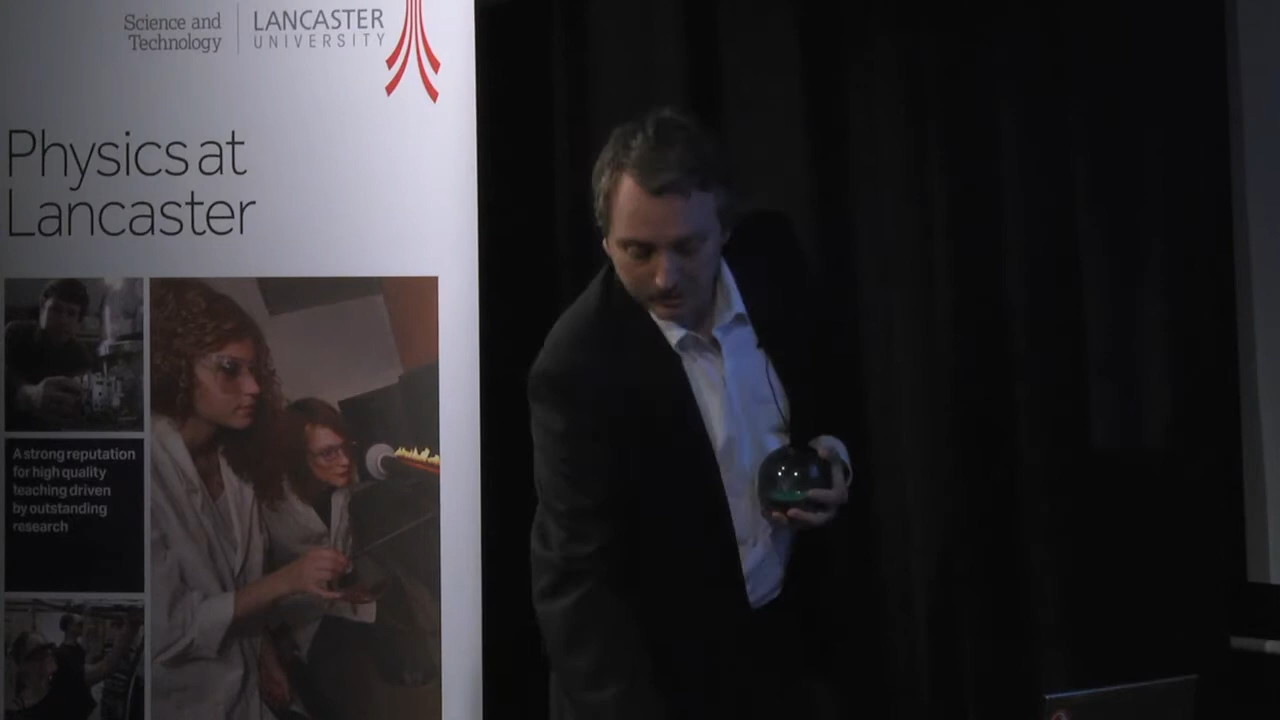 Science and
Technology
LANCASTER
UNIVERSITY
Physics at
Lancaster
A strong reputation
for high quality
teaching driven
by outstanding
research